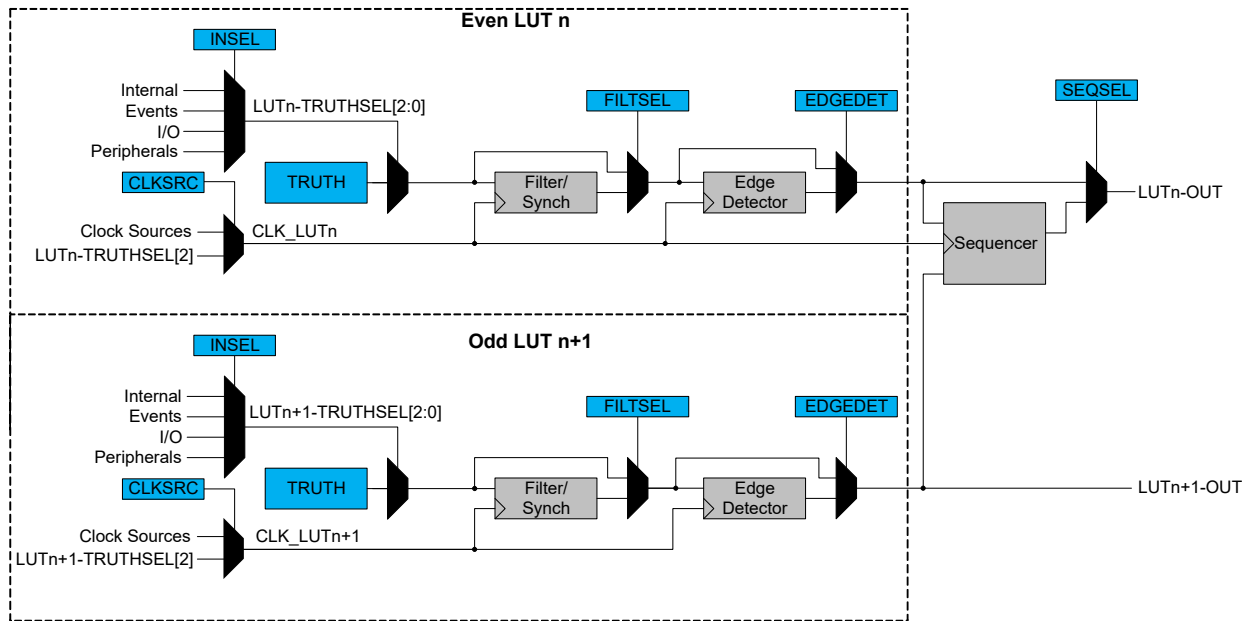 Even LUT n
INSEL
Internal
Events
I/O
Peripherals
LUTn-TRUTHSEL[2:0]
FILTSEL
EDGEDET
SEQSEL
CLKSRC
TRUTH
Filter/
Synch
Edge
Detector
LUTn-OUT
Clock Sources
LUTn-TRUTHSEL[2]
CLK_LUTn
Sequencer
Odd LUT n+1
INSEL
Internal
Events
I/O
Peripherals
LUTn+1-TRUTHSEL[2:0]
FILTSEL
EDGEDET
CLKSRC
TRUTH
Filter/
Synch
Edge
Detector
LUTn+1-OUT
Clock Sources
LUTn+1-TRUTHSEL[2]
CLK_LUTn+1